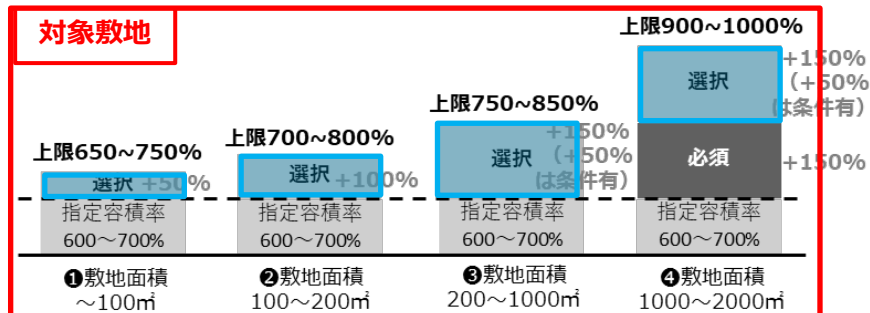 対象敷地
上限650~750%
選択 +50%
指定容積率
600～700%
❶敷地面積
～100㎡
上限700~800%
選択 +100%
指定容積率
600～700%
❷敷地面積
100～200㎡
上限750~850%
選択
+150%
（+50%
は条件有）
指定容積率
600～700%
❸敷地面積
200～1000㎡
上限900~1000%
選択
+150%
（+50%
は条件有）
必須
+150%
指定容積率
600～700%
❹敷地面積
1000～2000㎡